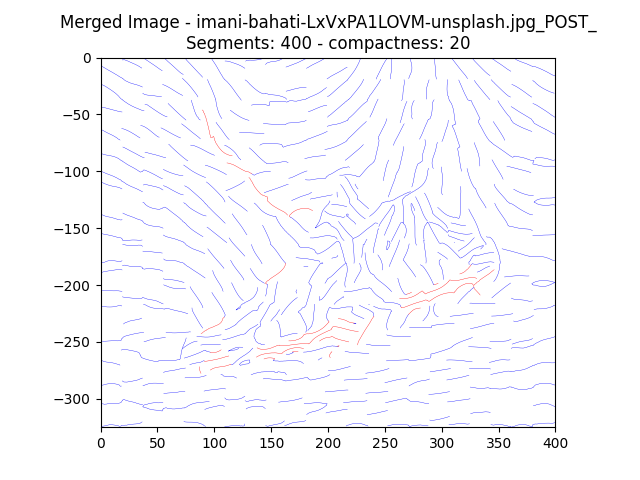 Merged Image - imani-bahati-LxVxPA1LOVM-unsplash.jpg_POST_
Segments: 400 - compactness: 20
0
−50
−100
−150
−200
−250
−300
0 50 100 150 200 250 300 350 400